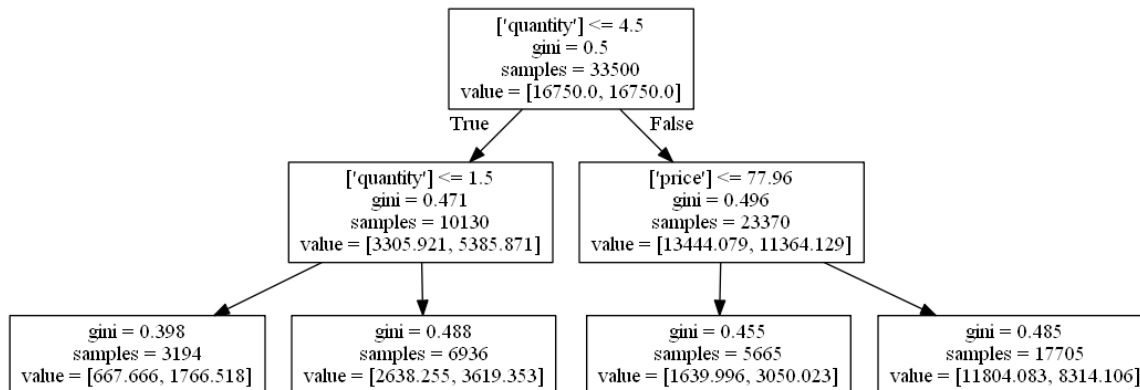 ['quantity'] <= 4.5
gini = 0.5
samples = 33500
value = [16750.0, 16750.0]
True
False
['quantity'] <= 1.5
gini = 0.471
samples = 10130
value = [3305.921, 5385.871]
['price'] <= 77.96
gini = 0.496
samples = 23370
value = [13444.079, 11364.129]
gini = 0.398
samples = 3194
value = [667.666, 1766.518]
gini = 0.488
samples = 6936
value = [2638.255, 3619.353]
gini = 0.455
samples = 5665
value = [1639.996, 3050.023]
gini = 0.485
samples = 17705
value = [11804.083, 8314.106]